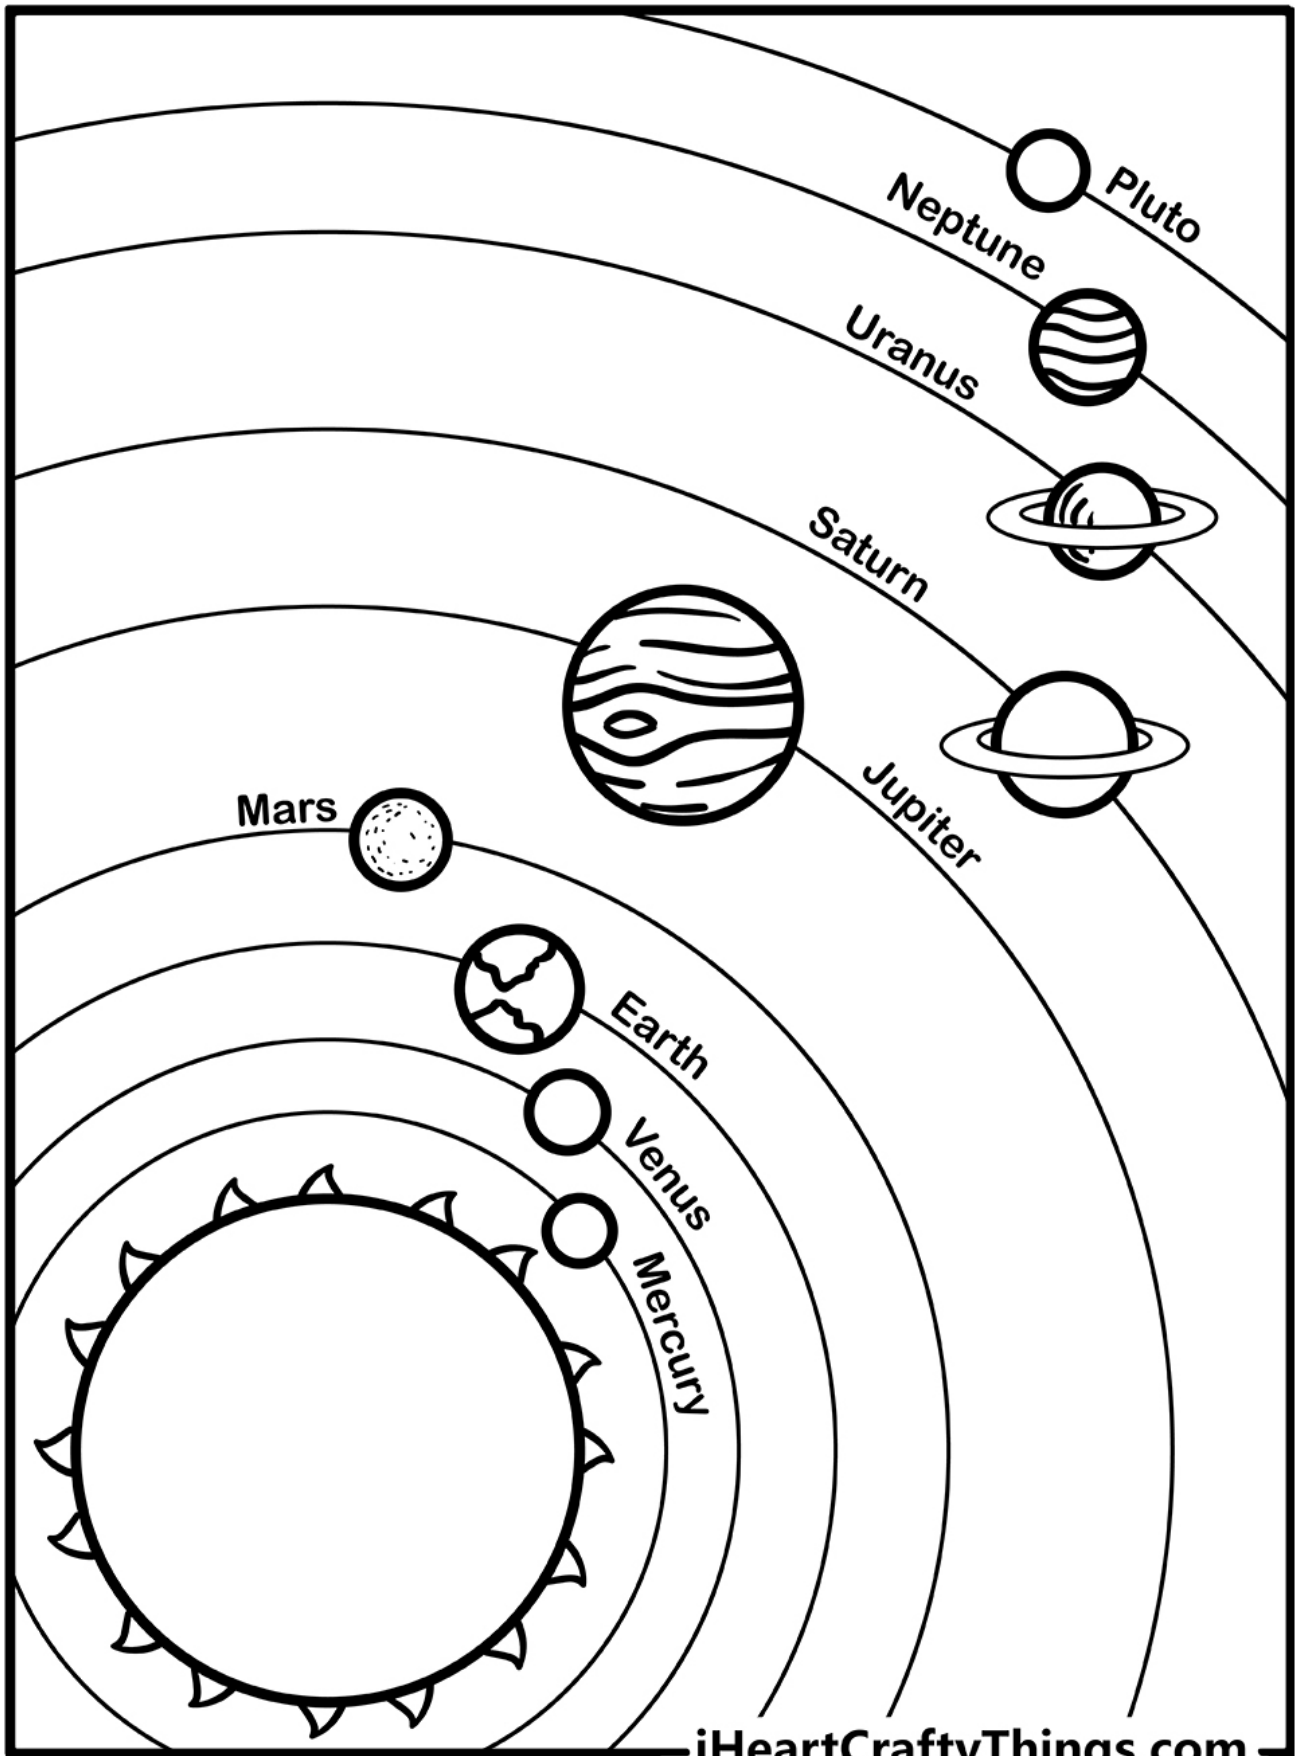 Pluto
Neptune
Uranus
Saturn
Jupiter
Mars
Earth
Venus
Mercury
iHeartCraftyThings.com